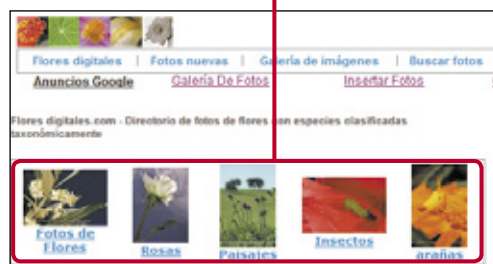 Flores digitales | Fotos nuevas | Galería de imágenes | Buscar fotos
Anuncios Google Galería De Fotos Insertar Fotos
Flores digitales.com - Directorio de fotos de flores con especies clasificadas
taxonómicamente
Fotos de
Flores
Rosas
Paisajes
Insectos
arañas